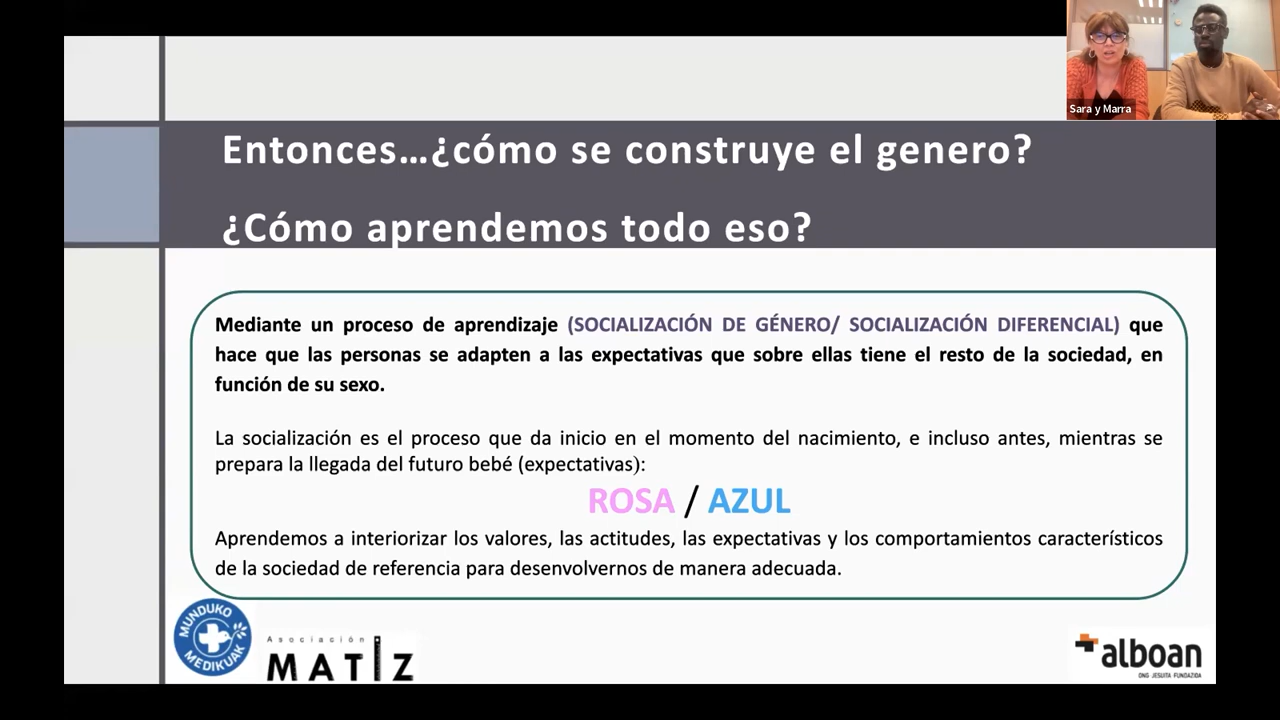 Sara y Marra
Entonces...¿cómo se construye el genero?
¿Cómo aprendemos todo eso?
Mediante un proceso de aprendizaje (SOCIALIZACIÓN DE GÉNERO/ SOCIALIZACIÓN DIFERENCIAL) que
hace que las personas se adapten a las expectativas que sobre ellas tiene el resto de la sociedad, en
función de su sexo.
La socialización es el proceso que da inicio en el momento del nacimiento, e incluso antes, mientras se
prepara la llegada del futuro bebé (expectativas):
ROSA / AZUL
Aprendemos a interiorizar los valores, las actitudes, las expectativas y los comportamientos característicos
de la sociedad de referencia para desenvolvernos de manera adecuada.
MUNDUKO
MEDIKUAK
Asociación
MATIZ
alboan
ONG JESUITA FUNDAZIOA